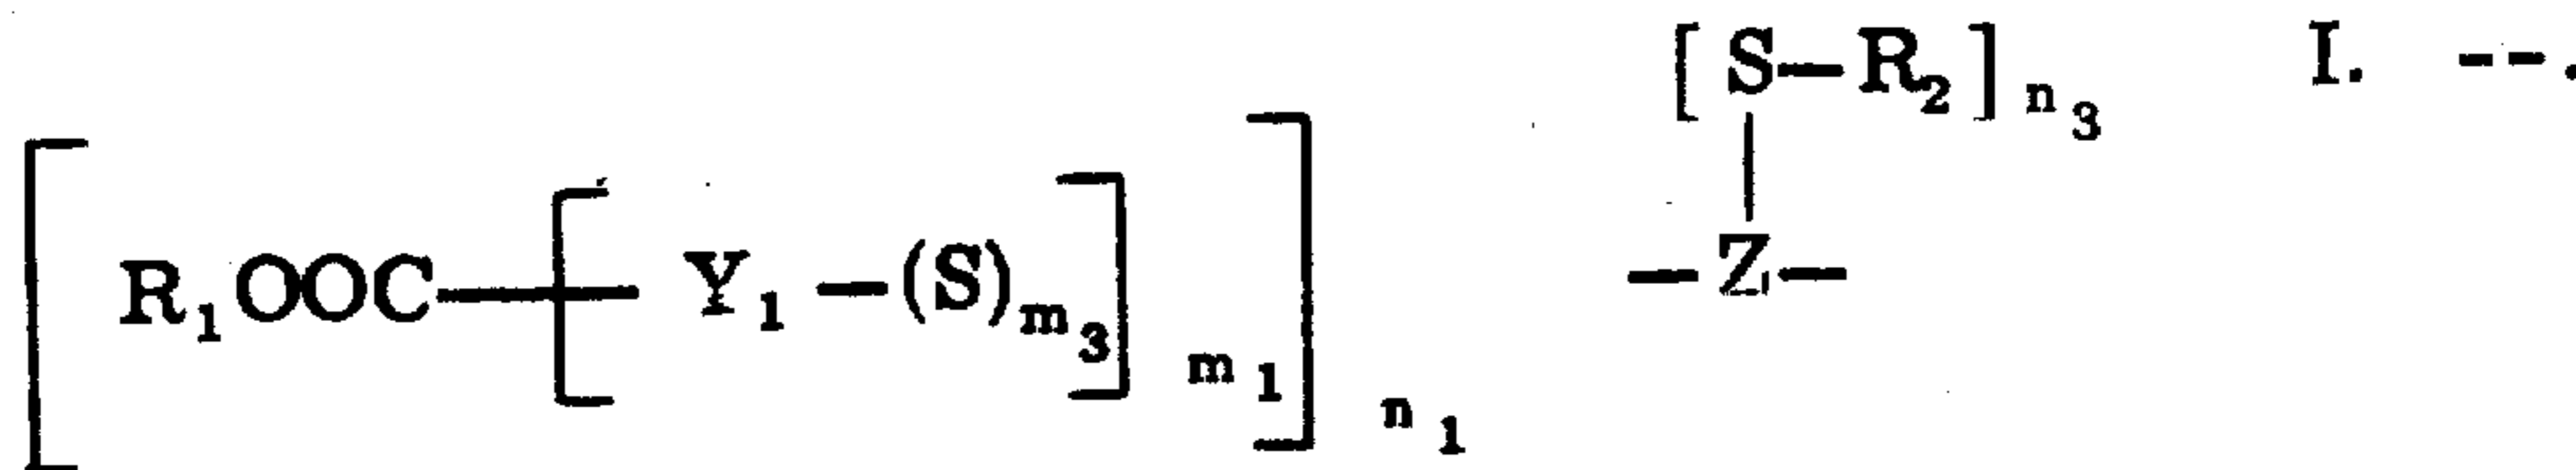 [S—R2]n3 I. --.
[R1OOC—[—Y1—(S)m3]m1]n1 —Z—